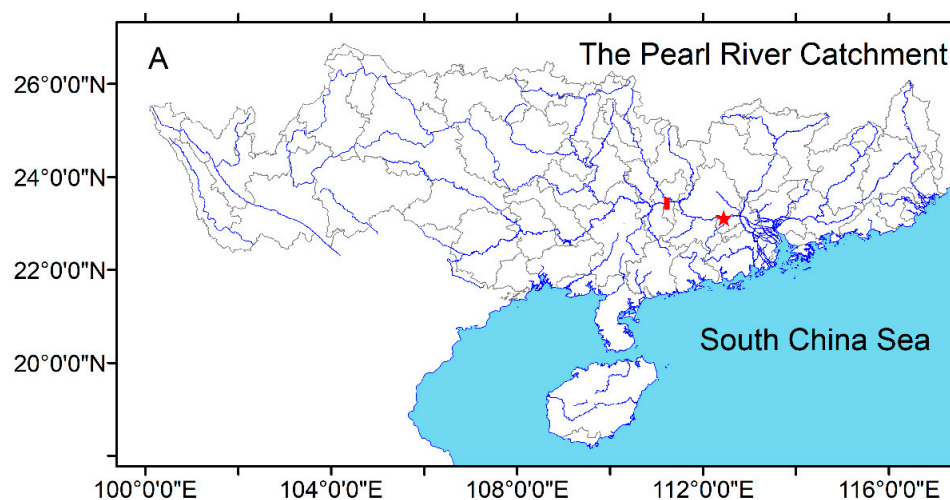 A
The Pearl River Catchment
26°0'0"N
24°0'0"N
22°0'0"N
20°0'0"N
South China Sea
100°0'0"E
104°0'0"E
108°0'0"E
112°0'0"E
116°0'0"E